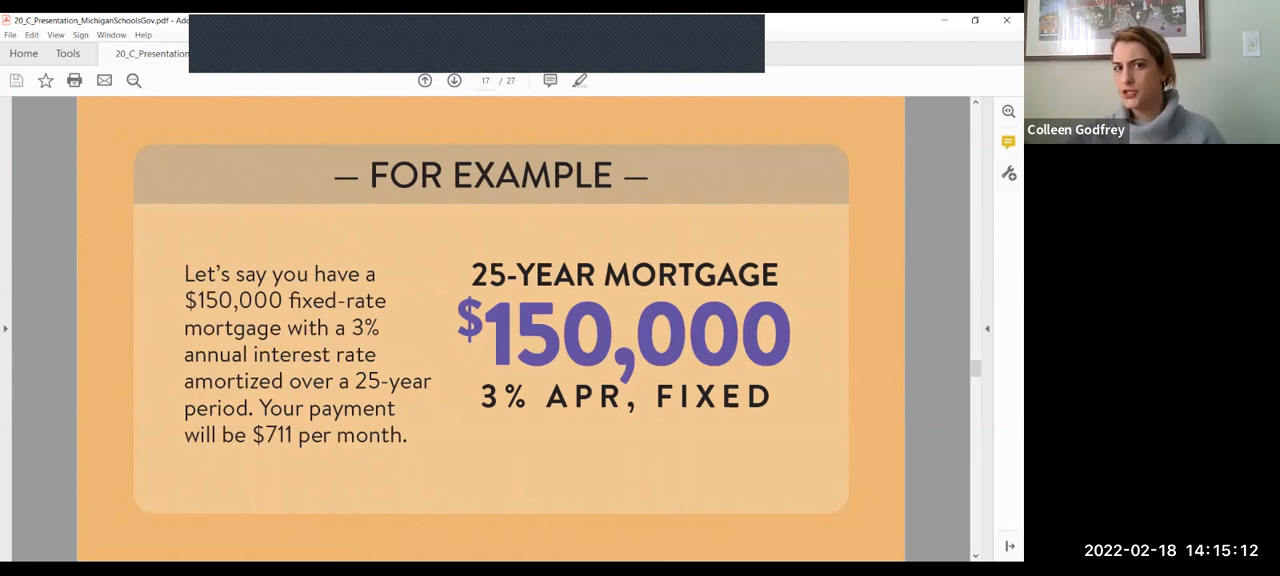 20_C_Presentation_MichiganSchoolsGov.pdf - Ado
File Edit View Sign Window Help
Home Tools 20_C_Presentation
17 / 27
— FOR EXAMPLE —
Let's say you have a
$150,000 fixed-rate
mortgage with a 3%
annual interest rate
amortized over a 25-year
period. Your payment
will be $711 per month.
25-YEAR MORTGAGE
$150,000
3% APR, FIXED
Colleen Godfrey
2022-02-18 14:15:12